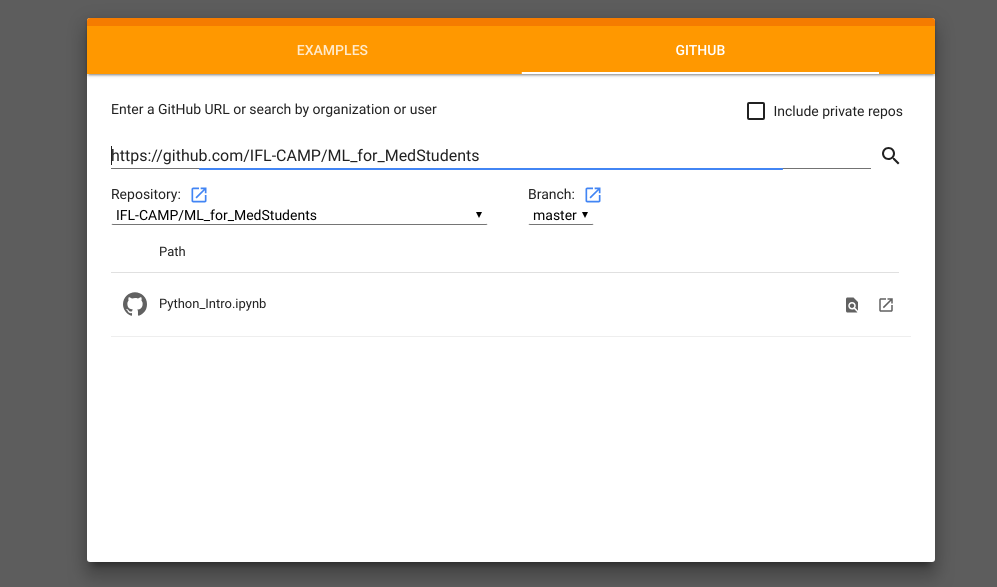 EXAMPLES GITHUB
Enter a GitHub URL or search by organization or user
Include private repos
https://github.com/IFL-CAMP/ML_for_MedStudents
Repository: Branch:
IFL-CAMP/ML_for_MedStudents master
Path
Python_Intro.ipynb